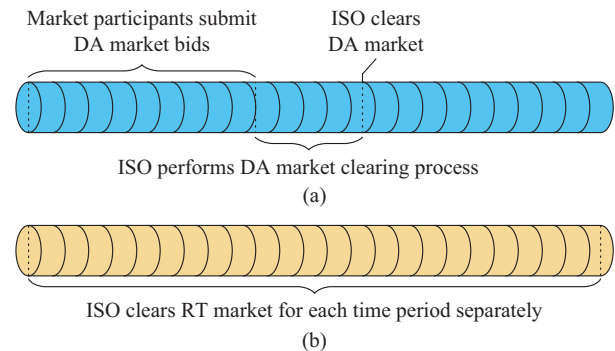 Market participants submit
DA market bids
ISO clears
DA market
ISO performs DA market clearing process
(a)
ISO clears RT market for each time period separately
(b)